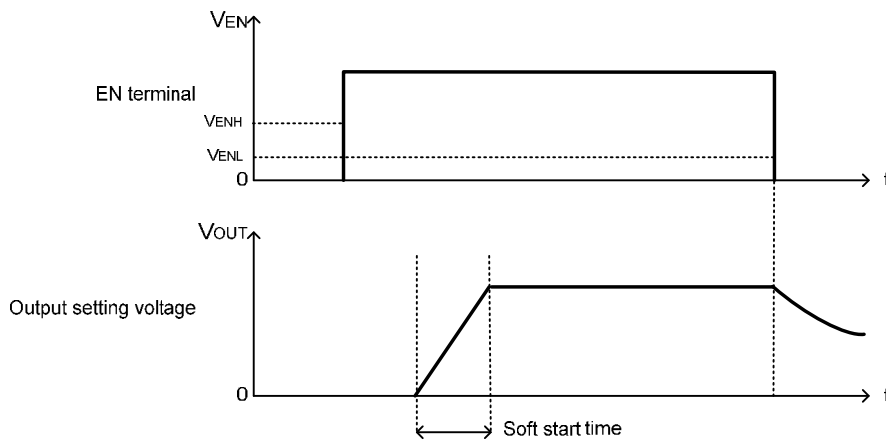 VEN
EN terminal
VENH
VENL
0
t
VOUT
Output setting voltage
0
t
Soft start time